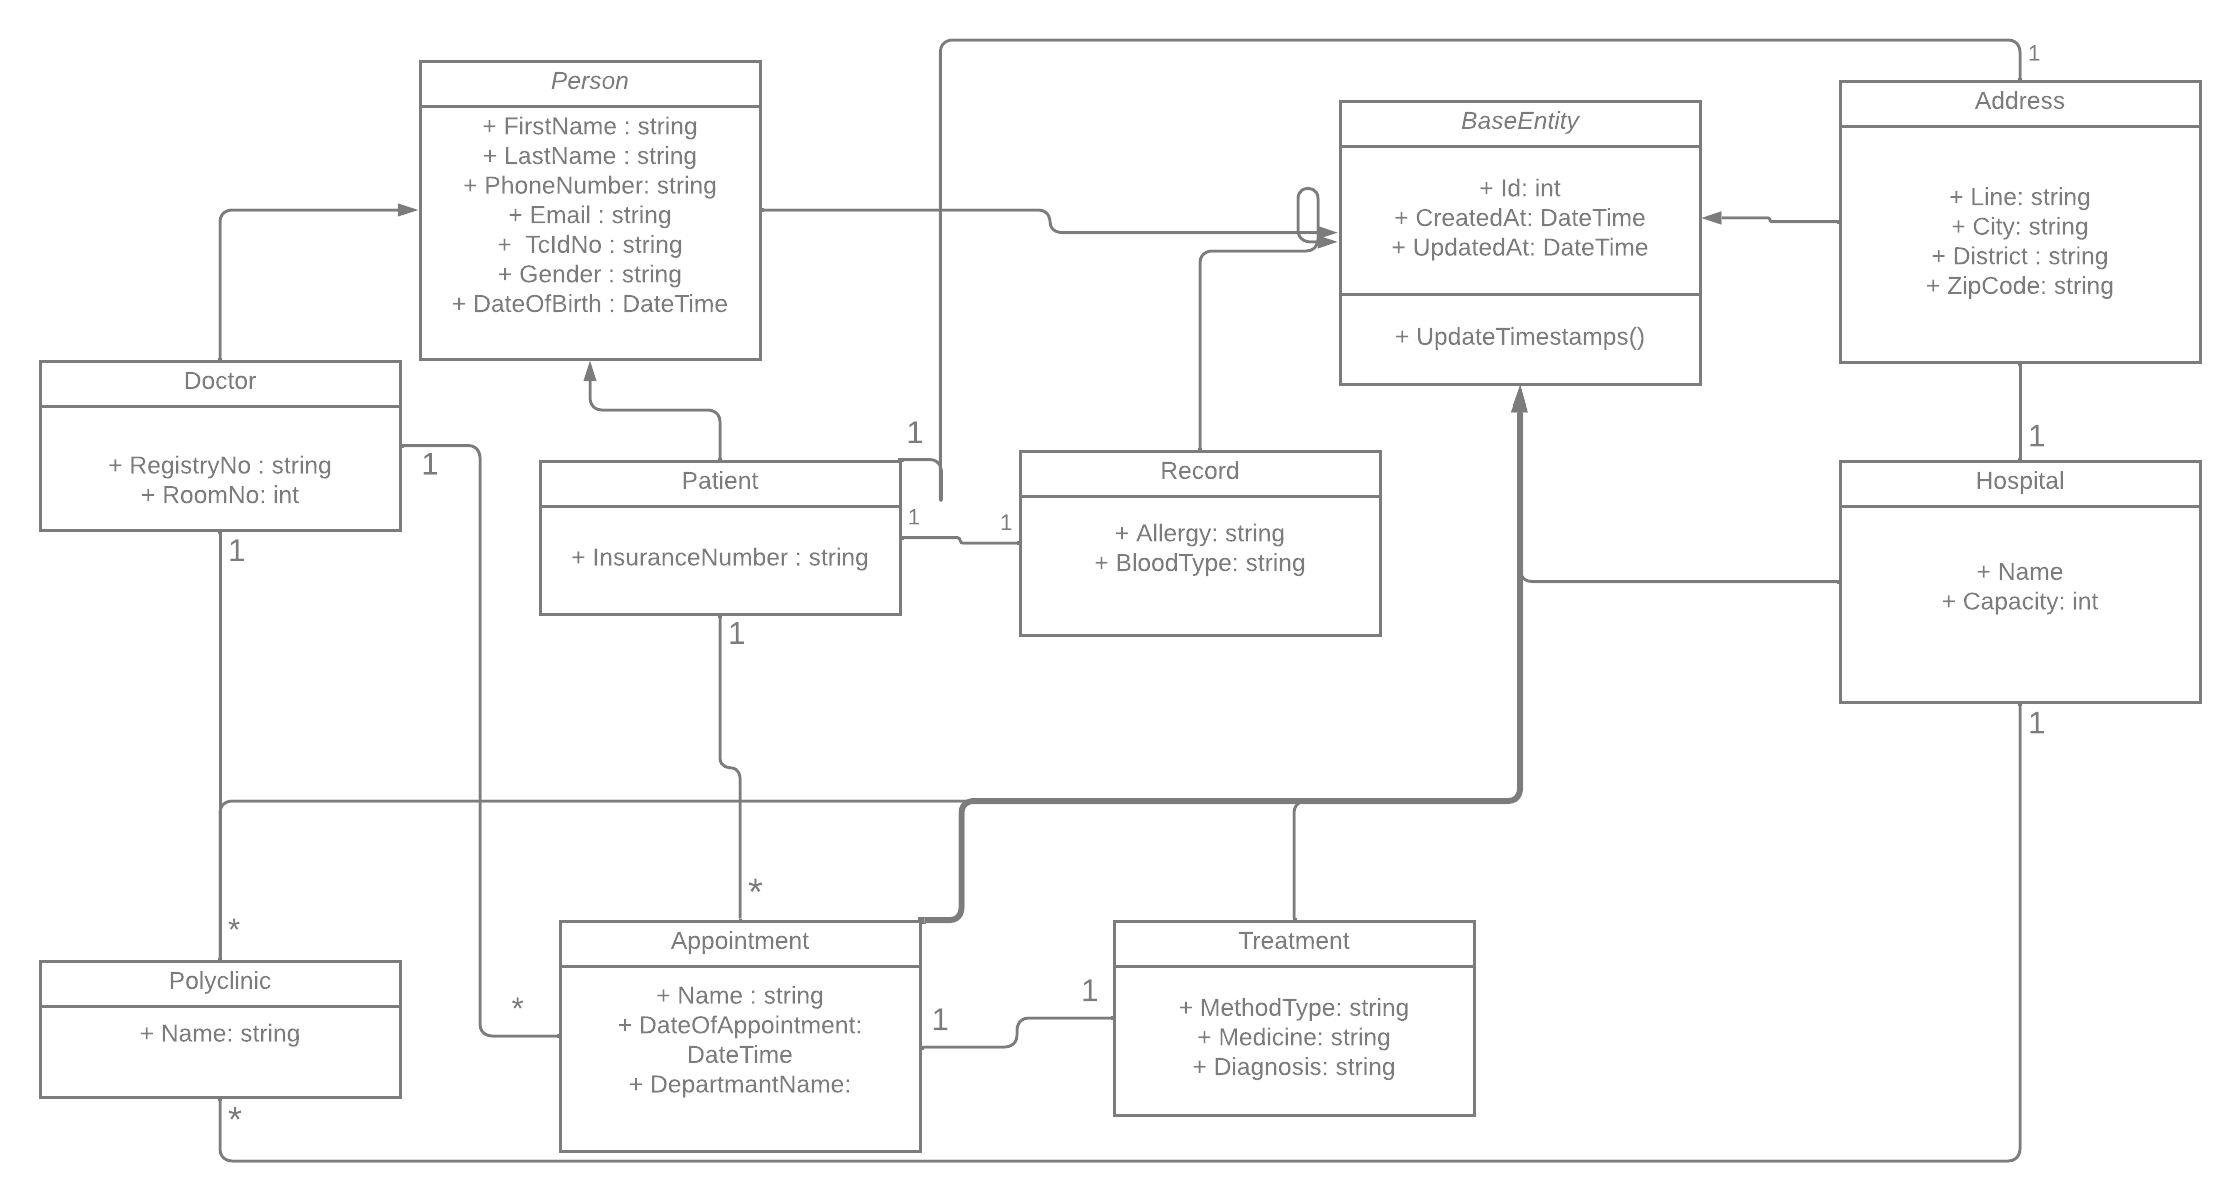 Person
+ FirstName : string
+ LastName : string
+ PhoneNumber: string
+ Email : string
+  TcIdNo : string
+ Gender : string
+ DateOfBirth : DateTime
BaseEntity
+ Id: int
+ CreatedAt: DateTime
+ UpdatedAt: DateTime
+ UpdateTimestamps()
1
Address
+ Line: string
+ City: string
+ District : string
+ ZipCode: string
Doctor
+ RegistryNo : string
+ RoomNo: int
1
1
1
Patient
+ InsuranceNumber : string
1
1
1
Record
+ Allergy: string
+ BloodType: string
1
Hospital
+ Name
+ Capacity: int
1
*
Polyclinic
+ Name: string
*
*
*
Appointment
+ Name : string
+ DateOfAppointment:
DateTime
+ DepartmantName:
1
1
Treatment
+ MethodType: string
+ Medicine: string
+ Diagnosis: string